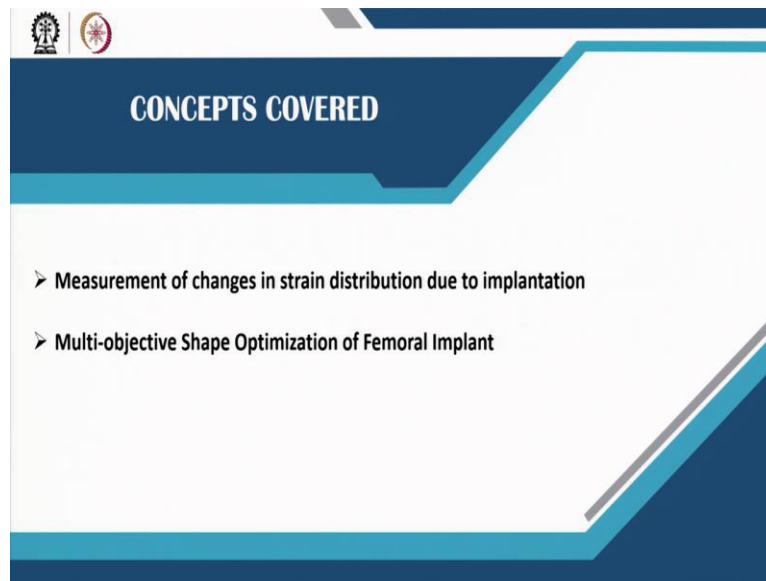 CONCEPTS COVERED
➢ Measurement of changes in strain distribution due to implantation
➢ Multi-objective Shape Optimization of Femoral Implant